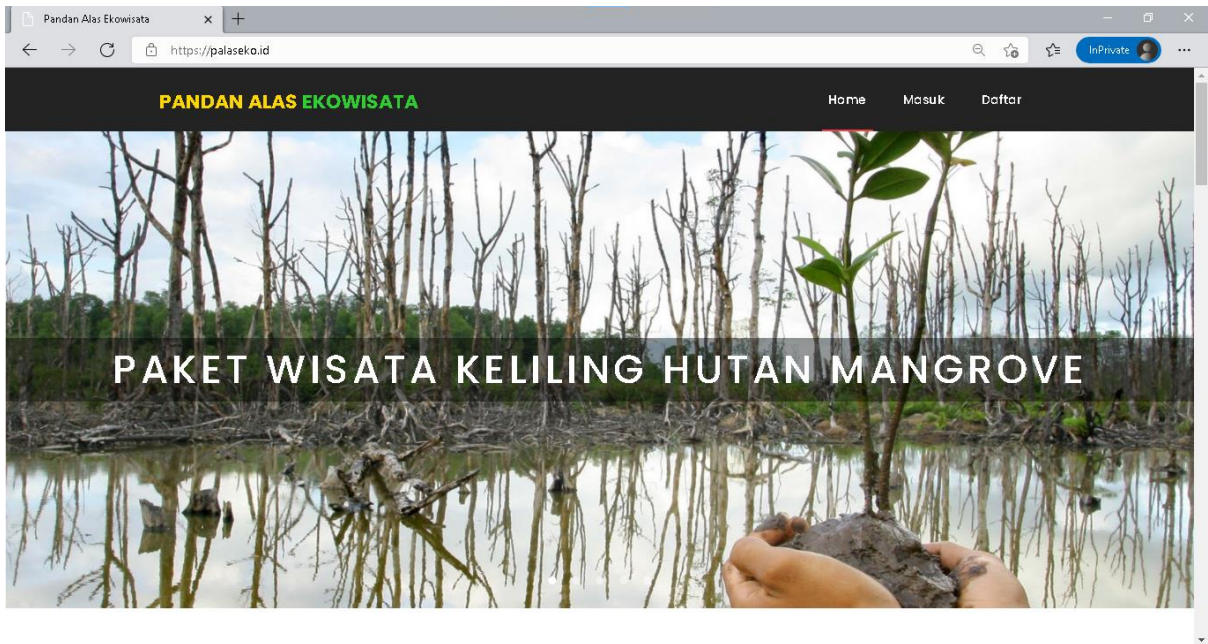 Pandan Alas Ekowisata
https://palaseko.id
InPrivate
PANDAN ALAS EKOWISATA
Home Masuk Daftar
PAKET WISATA KELILING HUTAN MANGROVE